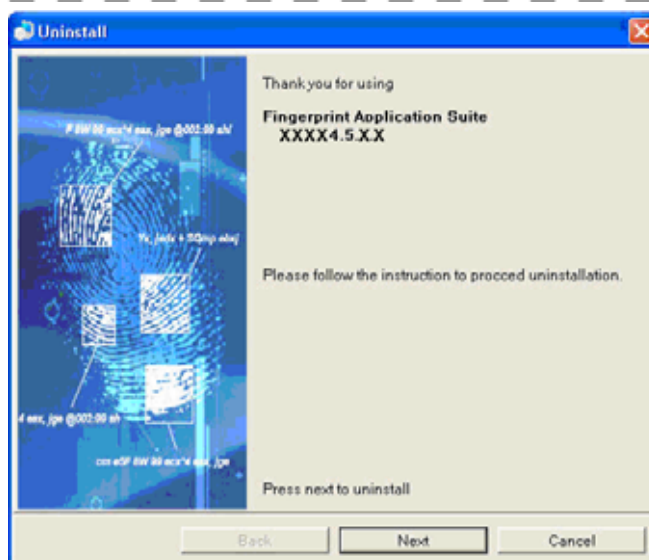 Uninstall
Thank you for using
Fingerprint Application Suite
XXXX4.5.X.X
Please follow the instruction to procced uninstallation.
Press next to uninstall
Back
Next
Cancel